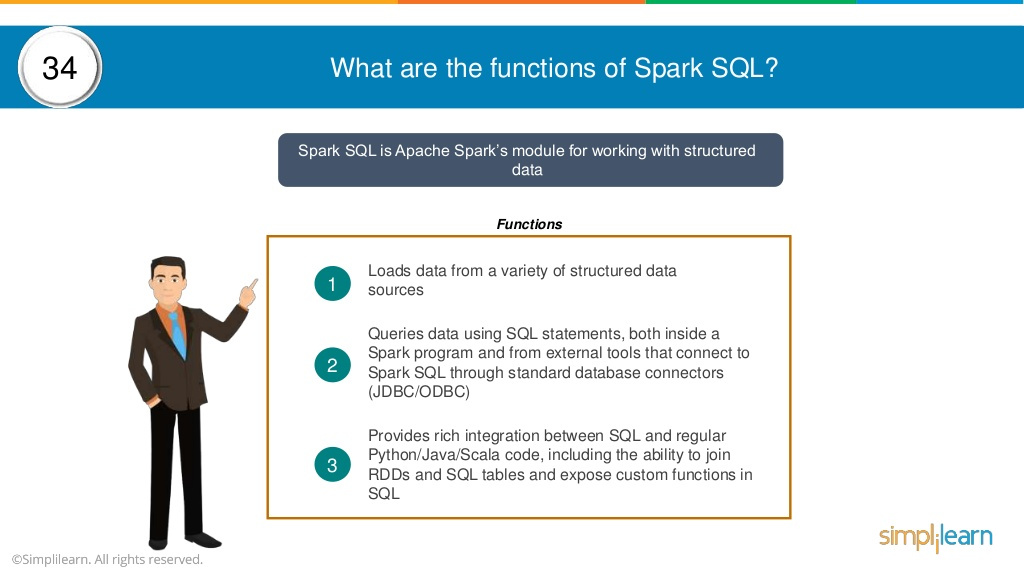 34
What are the functions of Spark SQL?
Spark SQL is Apache Spark’s module for working with structured
data
Functions
1
Loads data from a variety of structured data
sources
2
Queries data using SQL statements, both inside a
Spark program and from external tools that connect to
Spark SQL through standard database connectors
(JDBC/ODBC)
3
Provides rich integration between SQL and regular
Python/Java/Scala code, including the ability to join
RDDs and SQL tables and expose custom functions in
SQL
simplilearn
©Simplilearn. All rights reserved.